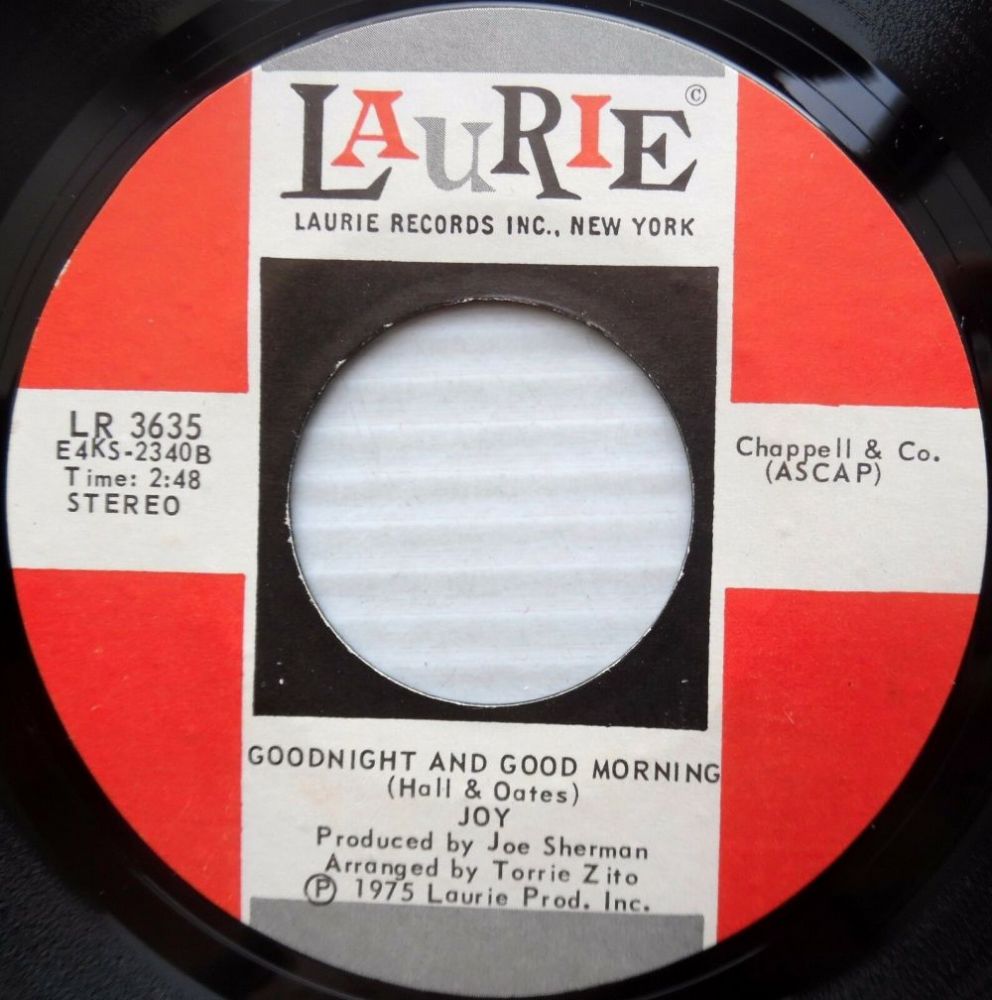 LAuRIE ©
LAURIE RECORDS INC., NEW YORK
LR 3635
E4KS-2340B
Time: 2:48
STEREO
Chappell & Co.
(ASCAP)
GOODNIGHT AND GOOD MORNING
(Hall & Oates)
JOY
Produced by Joe Sherman
Arranged by Torrie Zito
Ⓟ 1975 Laurie Prod. Inc.